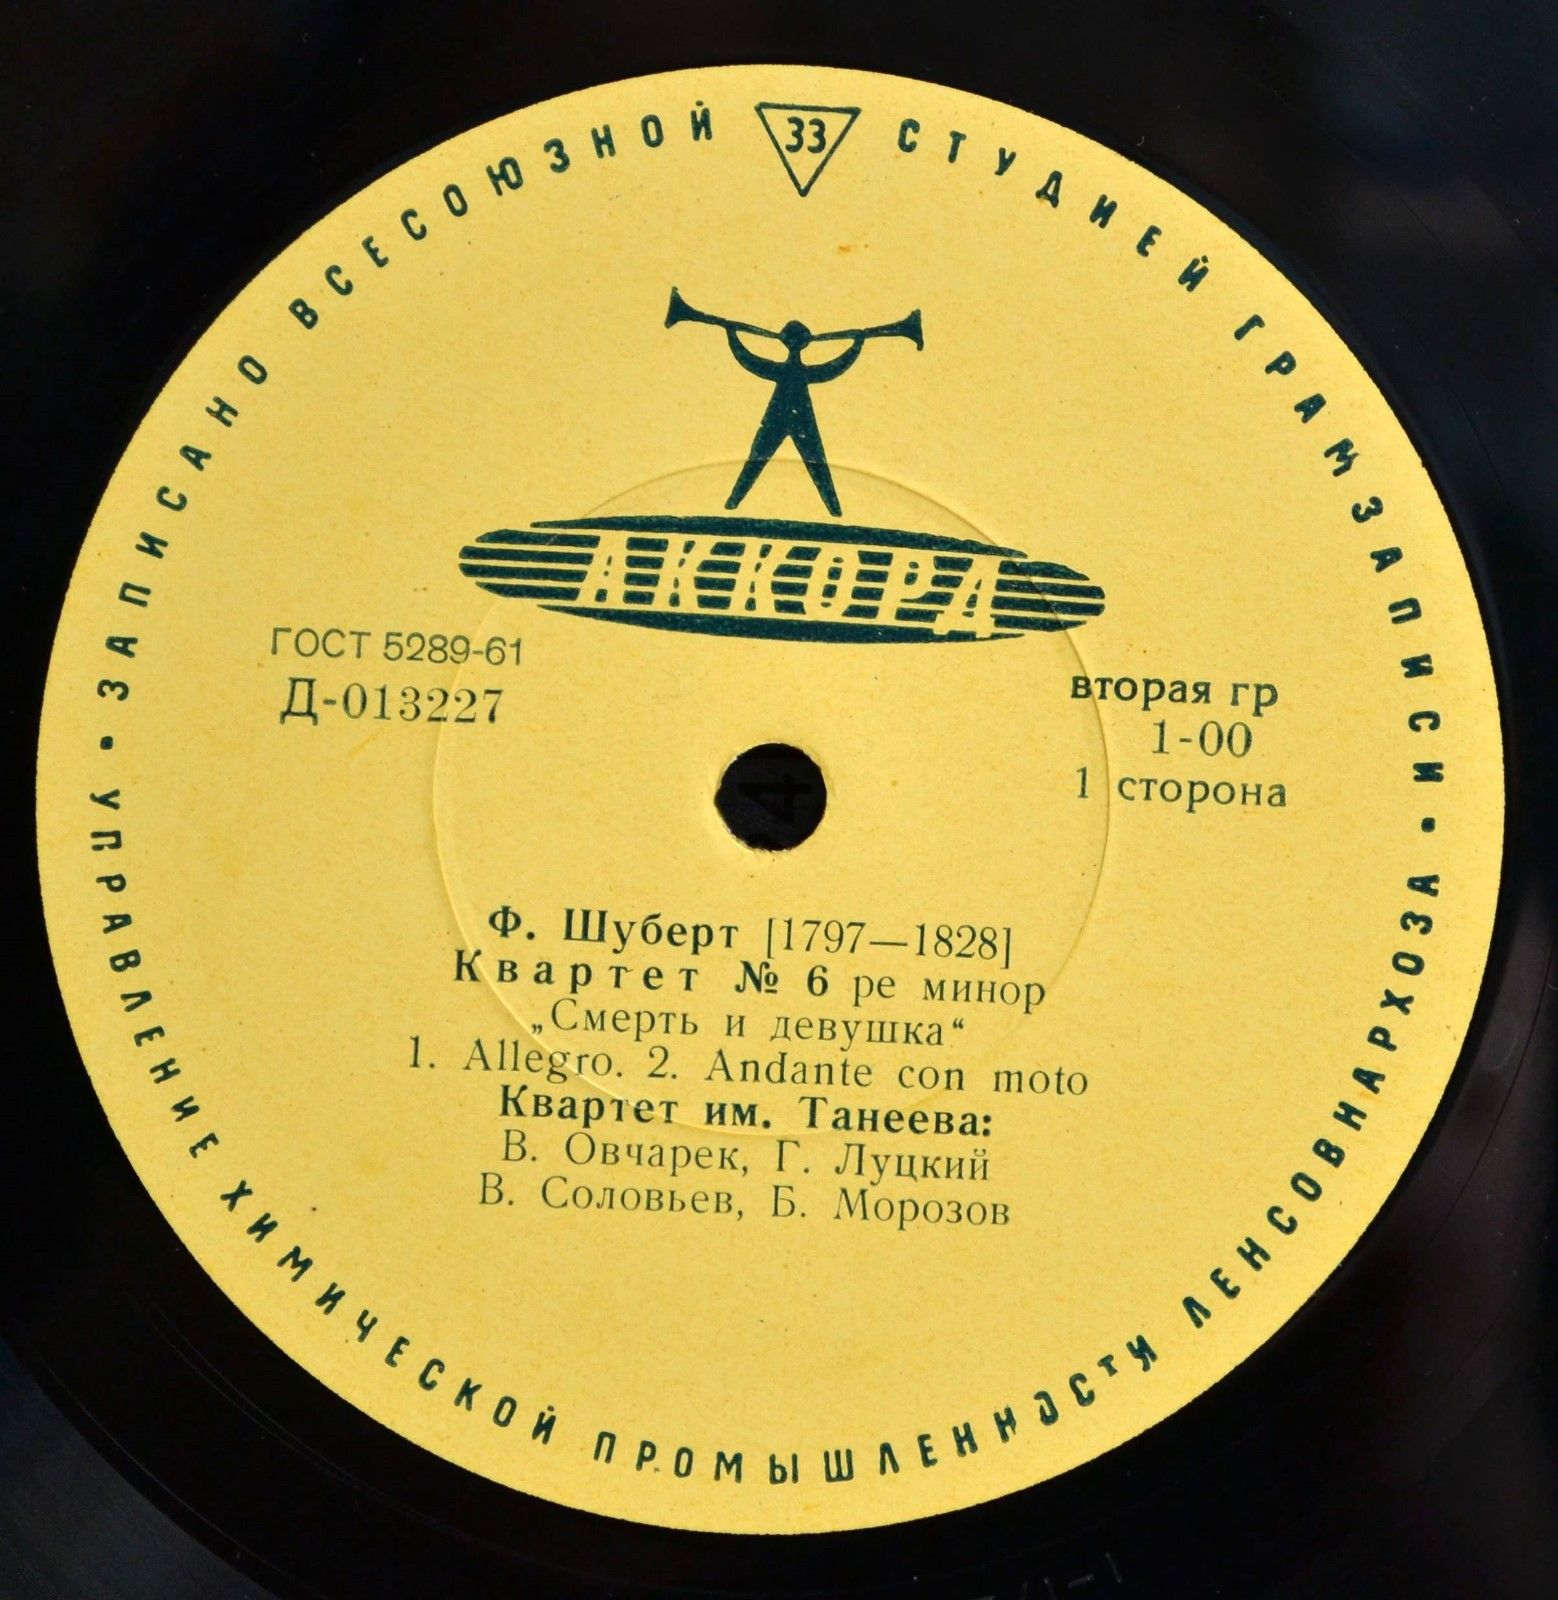 ЗАПИСАНО ВСЕСОЮЗНОЙ СТУДИЕЙ ГРАМЗАПИСИ
33
АККОРД
ГОСТ 5289-61
Д-013227
вторая гр
1-00
1 сторона
Ф. Шуберт [1797—1828]
Квартет № 6 ре минор
„Смерть и девушка“
1. Allegro. 2. Andante con moto
Квартет им. Танеева:
В. Овчарек, Г. Луцкий
В. Соловьев, Б. Морозов
• УПРАВЛЕНИЕ ХИМИЧЕСКОЙ ПРОМЫШЛЕННОСТИ ЛЕНСОВНАРХОЗА •